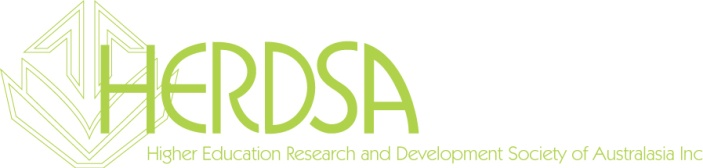 HERDSA
Higher Education Research and Development Society of Australasia Inc